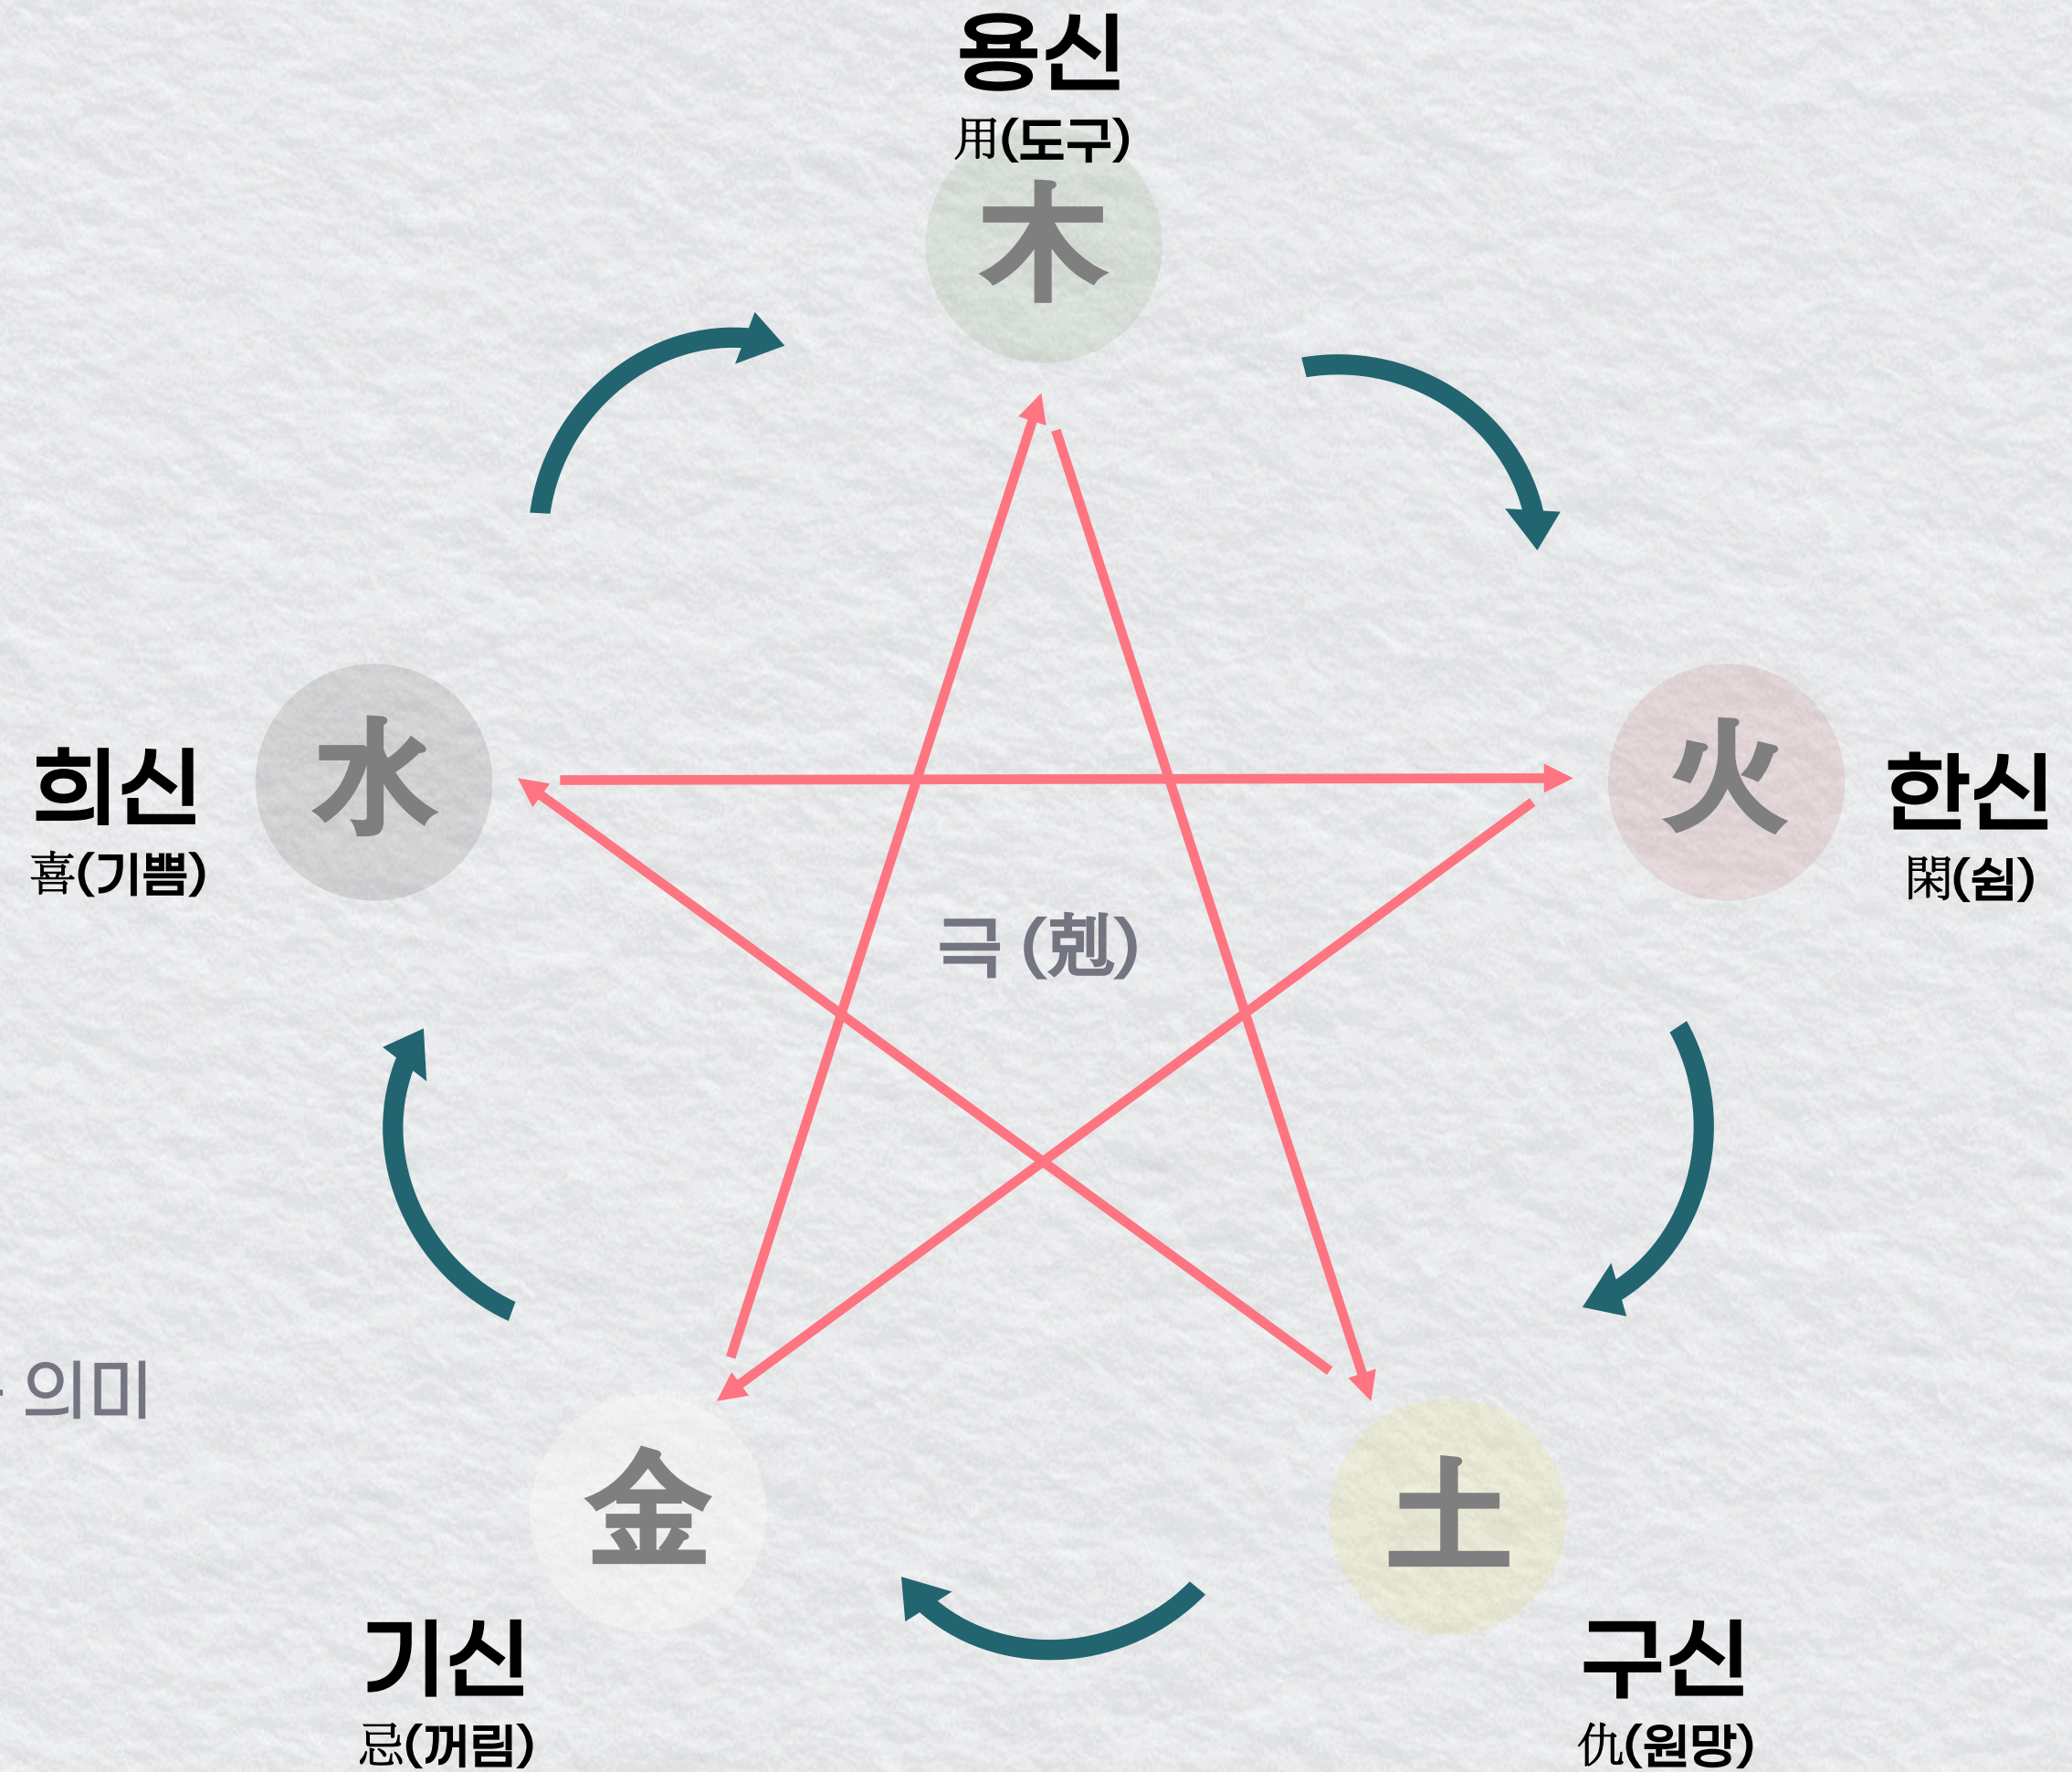 용신
用(도구)
木
水
火
희신
喜(기쁨)
한신
閑(쉼)
극 (剋)
의미
金
土
기신
忌(꺼림)
구신
仇(원망)